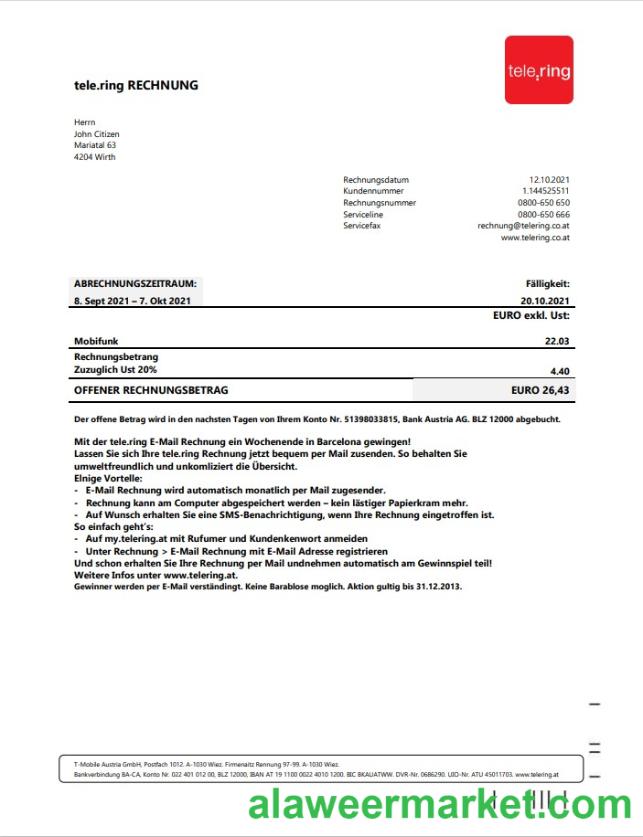 tele.ring
tele.ring RECHNUNG
Herrn
John Citizen
Mariatal 63
4204 Wirth
Rechnungsdatum 12.10.2021
Kundennummer 1.144525511
Rechnungsnummer 0800-650 650
Serviceline 0800-650 666
Servicefax rechnung@telering.co.at
www.telering.co.at
ABRECHNUNGSZEITRAUM: Fälligkeit:
8. Sept 2021 – 7. Okt 2021 20.10.2021
EURO exkl. Ust:
Mobifunk 22.03
Rechnungsbetrang
Zuzuglich Ust 20% 4.40
OFFENER RECHNUNGSBETRAG EURO 26,43
Der offene Betrag wird in den nachsten Tagen von Ihrem Konto Nr. 51398033815, Bank Austria AG. BLZ 12000 abgebucht.
Mit der tele.ring E-Mail Rechnung ein Wochenende in Barcelona gewingen!
Lassen Sie sich Ihre tele.ring Rechnung jetzt bequem per Mail zusenden. So behalten Sie
umweltfreundlich und unkomliziert die Übersicht.
Elnige Vortelle:
- E-Mail Rechnung wird automatisch monatlich per Mail zugesender.
- Rechnung kann am Computer abgespeichert werden – kein lästiger Papierkram mehr.
- Auf Wunsch erhalten Sie eine SMS-Benachrichtigung, wenn Ihre Rechnung eingetroffen ist.
So einfach geht's:
- Auf my.telering.at mit Rufumer und Kundenkenwort anmeiden
- Unter Rechnung > E-Mail Rechnung mit E-Mail Adresse registrieren
Und schon erhalten Sie Ihre Rechnung per Mail undnehmen automatisch am Gewinnspiel teil!
Weitere Infos unter www.telering.at.
Gewinner werden per E-Mail verständingt. Keine Barablose moglich. Aktion gultig bis 31.12.2013.
T-Mobile Austria GmbH, Postfach 1012. A-1030 Wiez. Firmenaitz Rennung 97-99. A-1030 Wiez.
Bankverbindung BA-CA, Konto Nr. 022 401 012 00, BLZ 12000, IBAN AT 19 1100 0022 4010 1200. BIC BKAUATWW. DVR-Nr. 0686290. UID-Nr. ATU 45011703. www.telering.at
alaweermarket.com